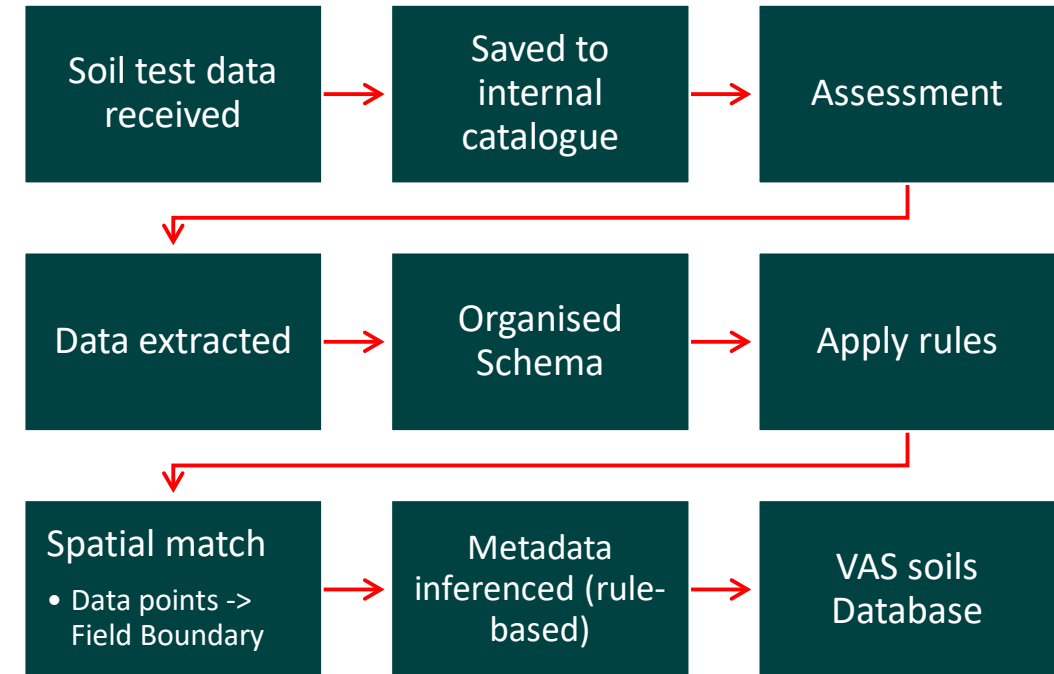 Soil test data
received
Saved to
internal
catalogue
Assessment
Data extracted
Organised
Schema
Apply rules
Spatial match
• Data points ->
Field Boundary
Metadata
inferenced (rule-
based)
VAS soils
Database